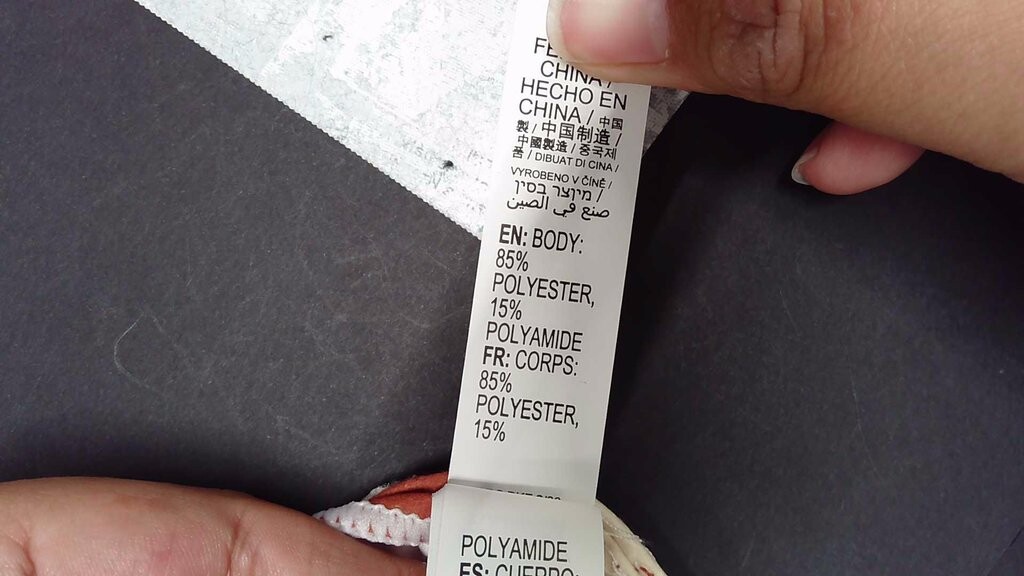 CHINA /
HECHO EN
CHINA / 中国
製 / 中国制造 /
中國製造 / 중국제
품 / DIBUAT DI CINA /
VYROBENO V ČÍNĚ /
מיוצר בסין /
صنع في الصين
EN: BODY:
85%
POLYESTER,
15%
POLYAMIDE
FR: CORPS:
85%
POLYESTER,
15%
POLYAMIDE
ES: CUERPO: